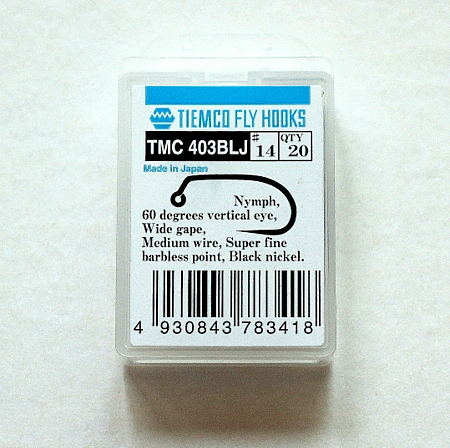 TIEMCO FLY HOOKS
TMC 403BLJ # 14 QTY 20
Made in Japan
Nymph,
60 degrees vertical eye,
Wide gape,
Medium wire, Super fine
barbless point, Black nickel.
4 930843 783418